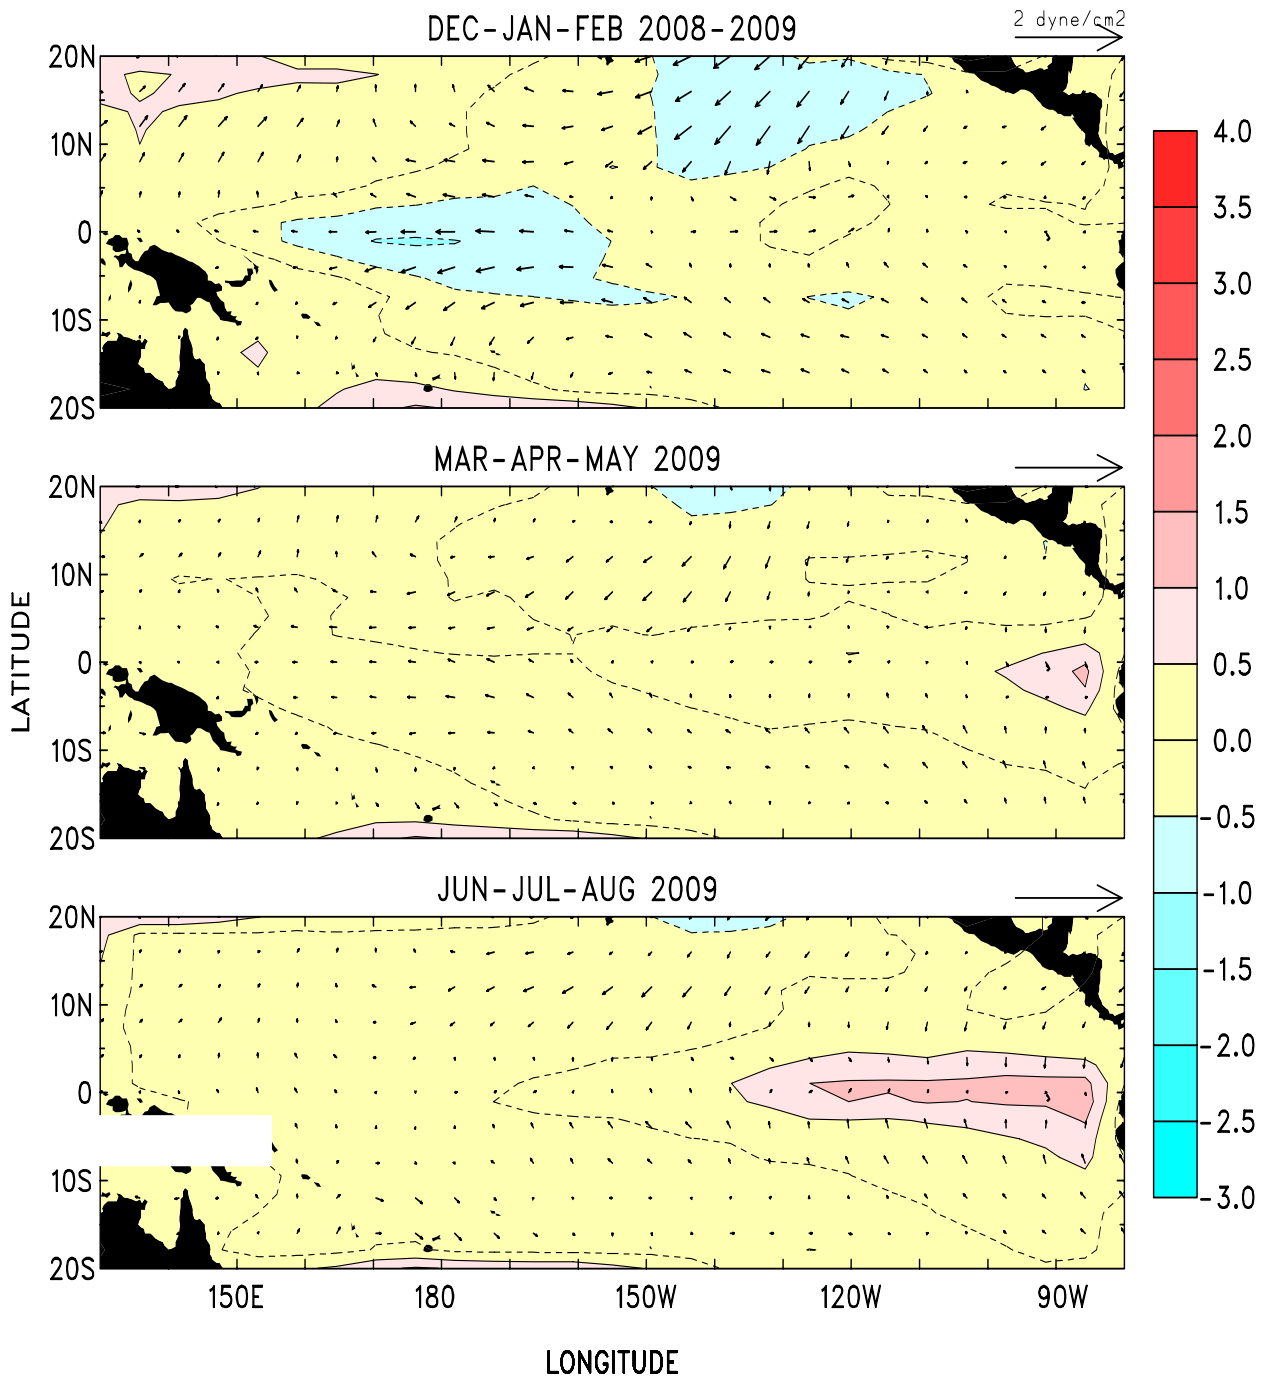 DEC-JAN-FEB 2008-2009
2 dyne/cm2
20N
10N
0
10S
20S
MAR-APR-MAY 2009
20N
10N
0
10S
20S
LATITUDE
JUN-JUL-AUG 2009
20N
10N
0
10S
20S
150E 180 150W 120W 90W
LONGITUDE
4.0
3.5
3.0
2.5
2.0
1.5
1.0
0.5
0.0
-0.5
-1.0
-1.5
-2.0
-2.5
-3.0